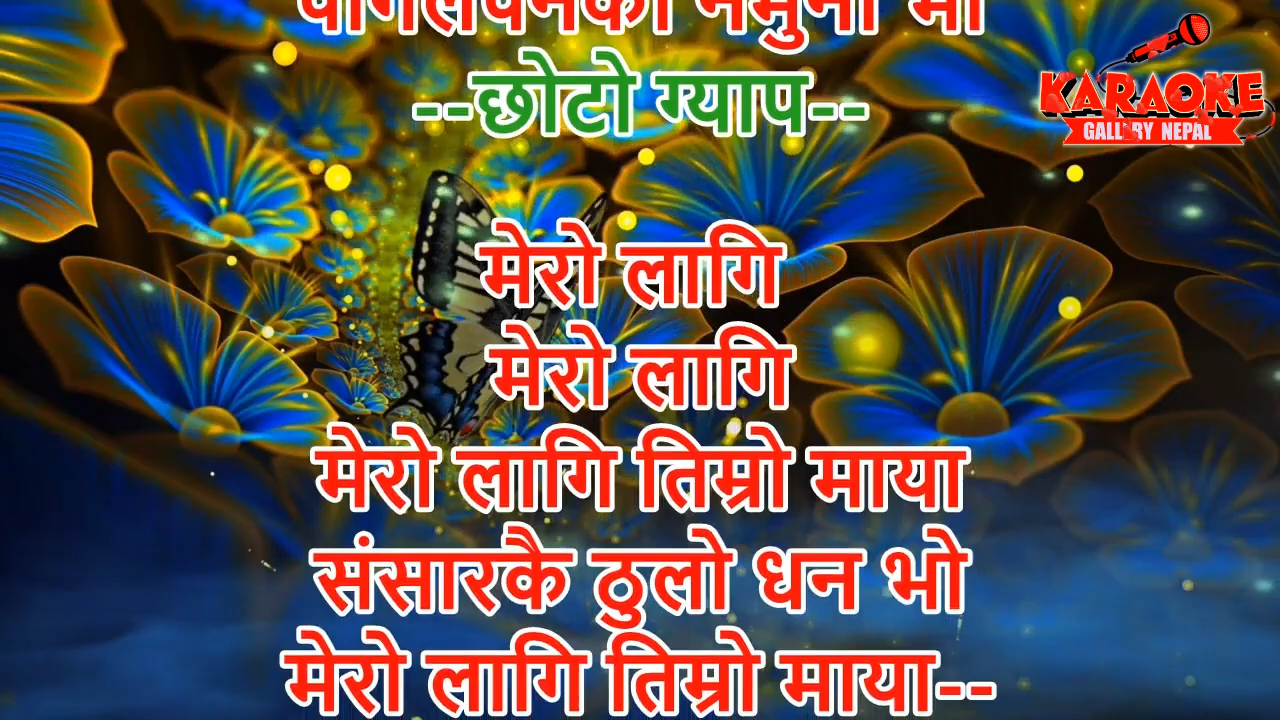 --छोटो ग्याप--
KARAOKE
GALLERY NEPAL
मेरो लागि
मेरो लागि
मेरो लागि तिम्रो माया
संसारकै ठुलो धन भो
मेरो लागि तिम्रो माया--